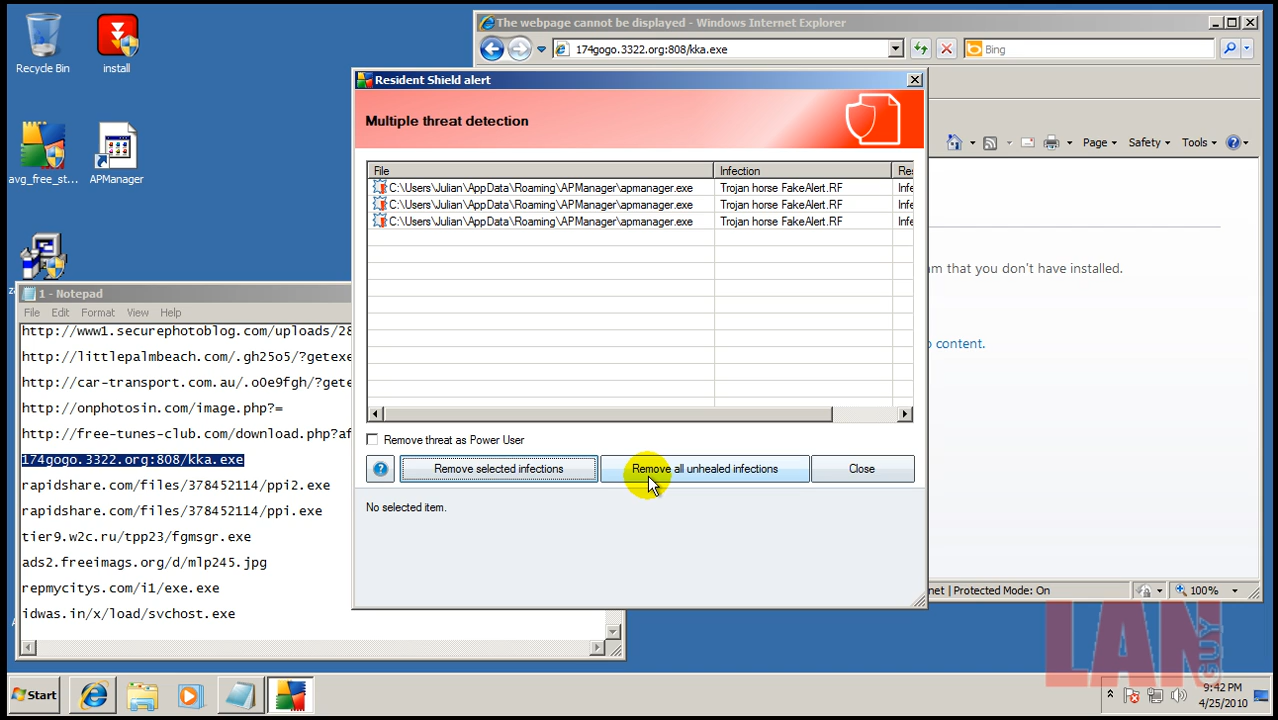 Recycle Bin
install
avg_free_st...
APManager
The webpage cannot be displayed - Windows Internet Explorer
174gogo.3322.org:808/kka.exe
Bing
Page
Safety
Tools
am that you don't have installed.
content.
net | Protected Mode: On
100%
Resident Shield alert
Multiple threat detection
File
Infection
Res
C:\Users\Julian\AppData\Roaming\APManager\apmanager.exe
Trojan horse FakeAlert.RF
Infe
C:\Users\Julian\AppData\Roaming\APManager\apmanager.exe
Trojan horse FakeAlert.RF
Infe
C:\Users\Julian\AppData\Roaming\APManager\apmanager.exe
Trojan horse FakeAlert.RF
Infe
Remove threat as Power User
Remove selected infections
Remove all unhealed infections
Close
No selected item.
1 - Notepad
File Edit Format View Help
http://www1.securephotoblog.com/uploads/28
http://littlepalmbeach.com/.gh25o5/?getexe
http://car-transport.com.au/.o0e9fgh/?gete
http://onphotosin.com/image.php?=
http://free-tunes-club.com/download.php?af
174gogo.3322.org:808/kka.exe
rapidshare.com/files/378452114/ppi2.exe
rapidshare.com/files/378452114/ppi.exe
tier9.w2c.ru/tpp23/fgmsgr.exe
ads2.freeimags.org/d/mlp245.jpg
repmycitys.com/i1/exe.exe
idwas.in/x/load/svchost.exe
LAN
GUY
Start
9:42 PM
4/25/2010